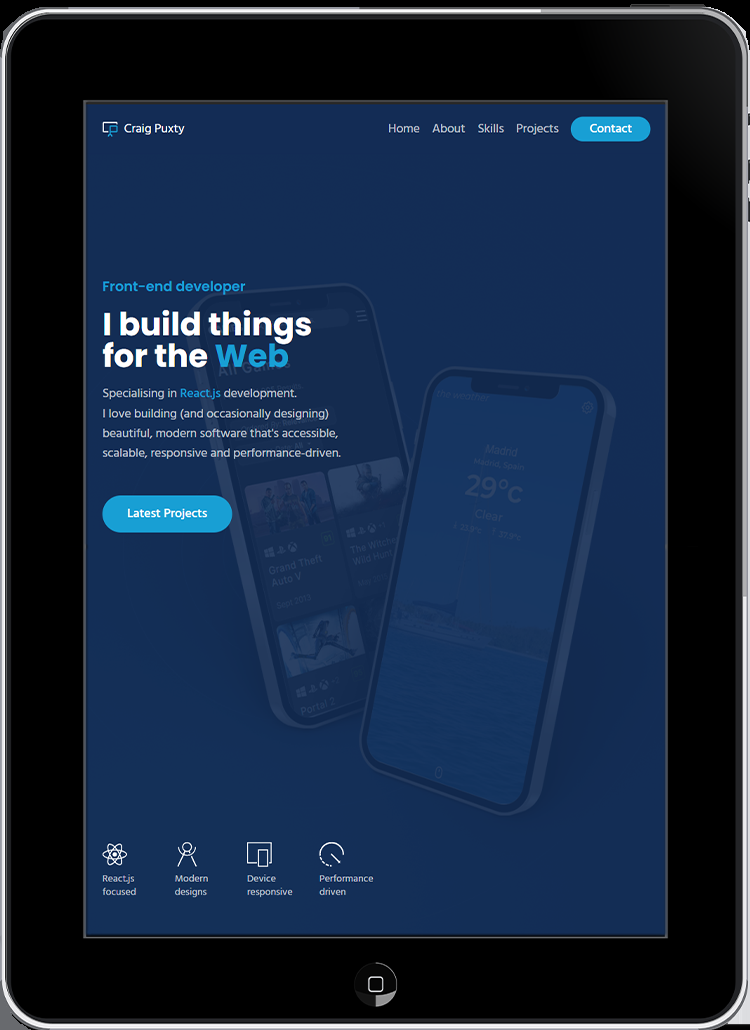 Craig Puxty
Home About Skills Projects Contact
Front-end developer
I build things
for the Web
Specialising in React.js development.
I love building (and occasionally designing)
beautiful, modern software that's accessible,
scalable, responsive and performance-driven.
Latest Projects
All Games
Grand Theft
Auto V
The Witcher
Wild Hunt
Portal 2
Madrid
Madrid, Spain
29°c
Clear
React.js
focused
Modern
designs
Device
responsive
Performance
driven